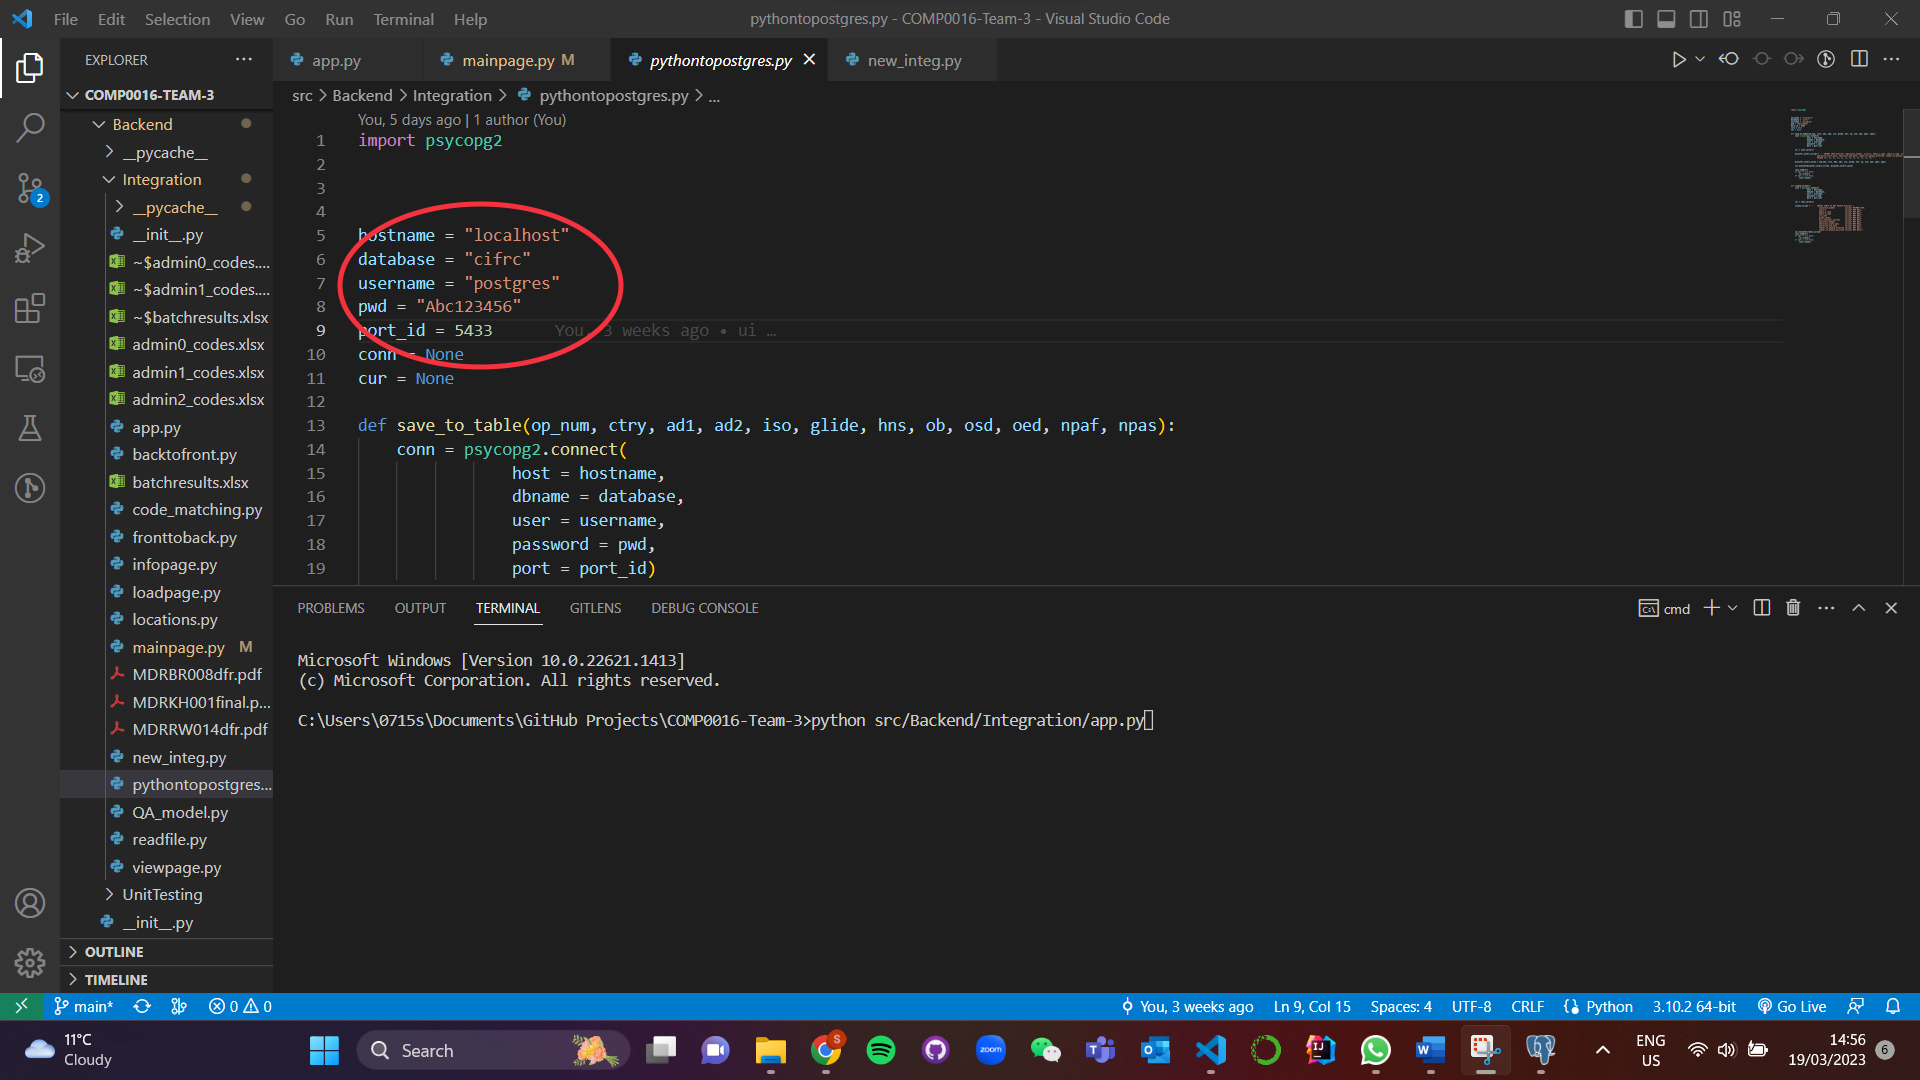 File Edit Selection View Go Run Terminal Help
pythontopostgres.py - COMP0016-Team-3 - Visual Studio Code
EXPLORER
app.py
mainpage.py M
pythontopostgres.py
new_integ.py
COMP0016-TEAM-3
src > Backend > Integration > pythontopostgres.py > ...
Backend
__pycache__
Integration
__pycache__
__init__.py
~$admin0_codes....
~$admin1_codes....
~$batchresults.xlsx
admin0_codes.xlsx
admin1_codes.xlsx
admin2_codes.xlsx
app.py
backtofront.py
batchresults.xlsx
code_matching.py
fronttoback.py
infopage.py
loadpage.py
locations.py
mainpage.py M
MDRBR008dfr.pdf
MDRKH001final.p...
MDRRW014dfr.pdf
new_integ.py
pythontopostgres...
QA_model.py
readfile.py
viewpage.py
UnitTesting
__init__.py
OUTLINE
TIMELINE
2
You, 5 days ago | 1 author (You)
1 import psycopg2
2
3
4
5 hostname = "localhost"
6 database = "cifrc"
7 username = "postgres"
8 pwd = "Abc123456"
9 port_id = 5433 You, 3 weeks ago • ui ...
10 conn = None
11 cur = None
12
13 def save_to_table(op_num, ctry, ad1, ad2, iso, glide, hns, ob, osd, oed, npaf, npas):
14 conn = psycopg2.connect(
15 host = hostname,
16 dbname = database,
17 user = username,
18 password = pwd,
19 port = port_id)
PROBLEMS OUTPUT TERMINAL GITLENS DEBUG CONSOLE
cmd
Microsoft Windows [Version 10.0.22621.1413]
(c) Microsoft Corporation. All rights reserved.
C:\Users\0715s\Documents\GitHub Projects\COMP0016-Team-3>python src/Backend/Integration/app.py
main* 0 0
You, 3 weeks ago Ln 9, Col 15 Spaces: 4 UTF-8 CRLF Python 3.10.2 64-bit Go Live
11°C
Cloudy
Search
S
zoom
ENG
US
14:56
19/03/2023
6